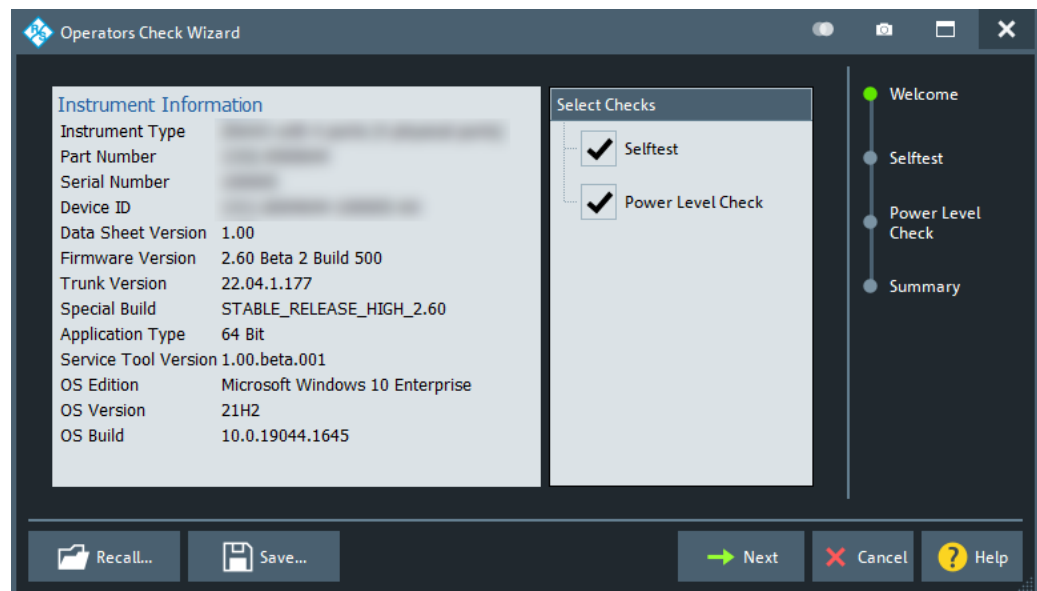 Operators Check Wizard
Instrument Information
Instrument Type
Part Number
Serial Number
Device ID
Data Sheet Version 1.00
Firmware Version 2.60 Beta 2 Build 500
Trunk Version 22.04.1.177
Special Build STABLE_RELEASE_HIGH_2.60
Application Type 64 Bit
Service Tool Version 1.00.beta.001
OS Edition Microsoft Windows 10 Enterprise
OS Version 21H2
OS Build 10.0.19044.1645
Select Checks
Selftest
Power Level Check
Welcome
Selftest
Power Level
Check
Summary
Recall...
Save...
Next
Cancel
? Help